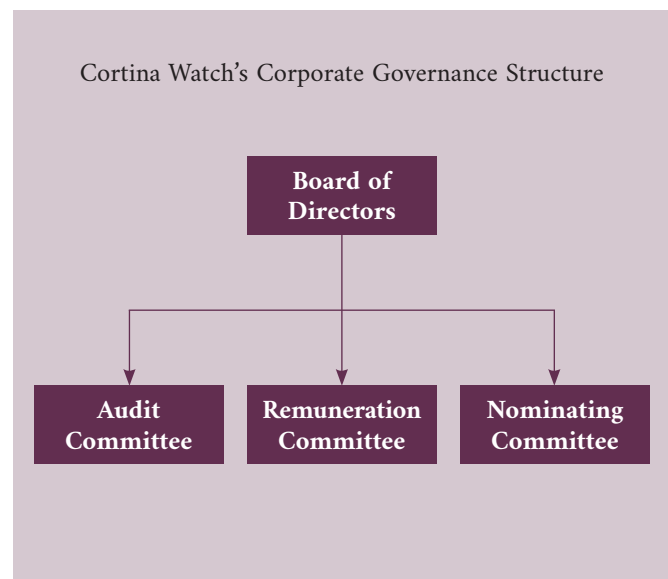 Cortina Watch's Corporate Governance Structure
Board of
Directors
Audit
Committee
Remuneration
Committee
Nominating
Committee